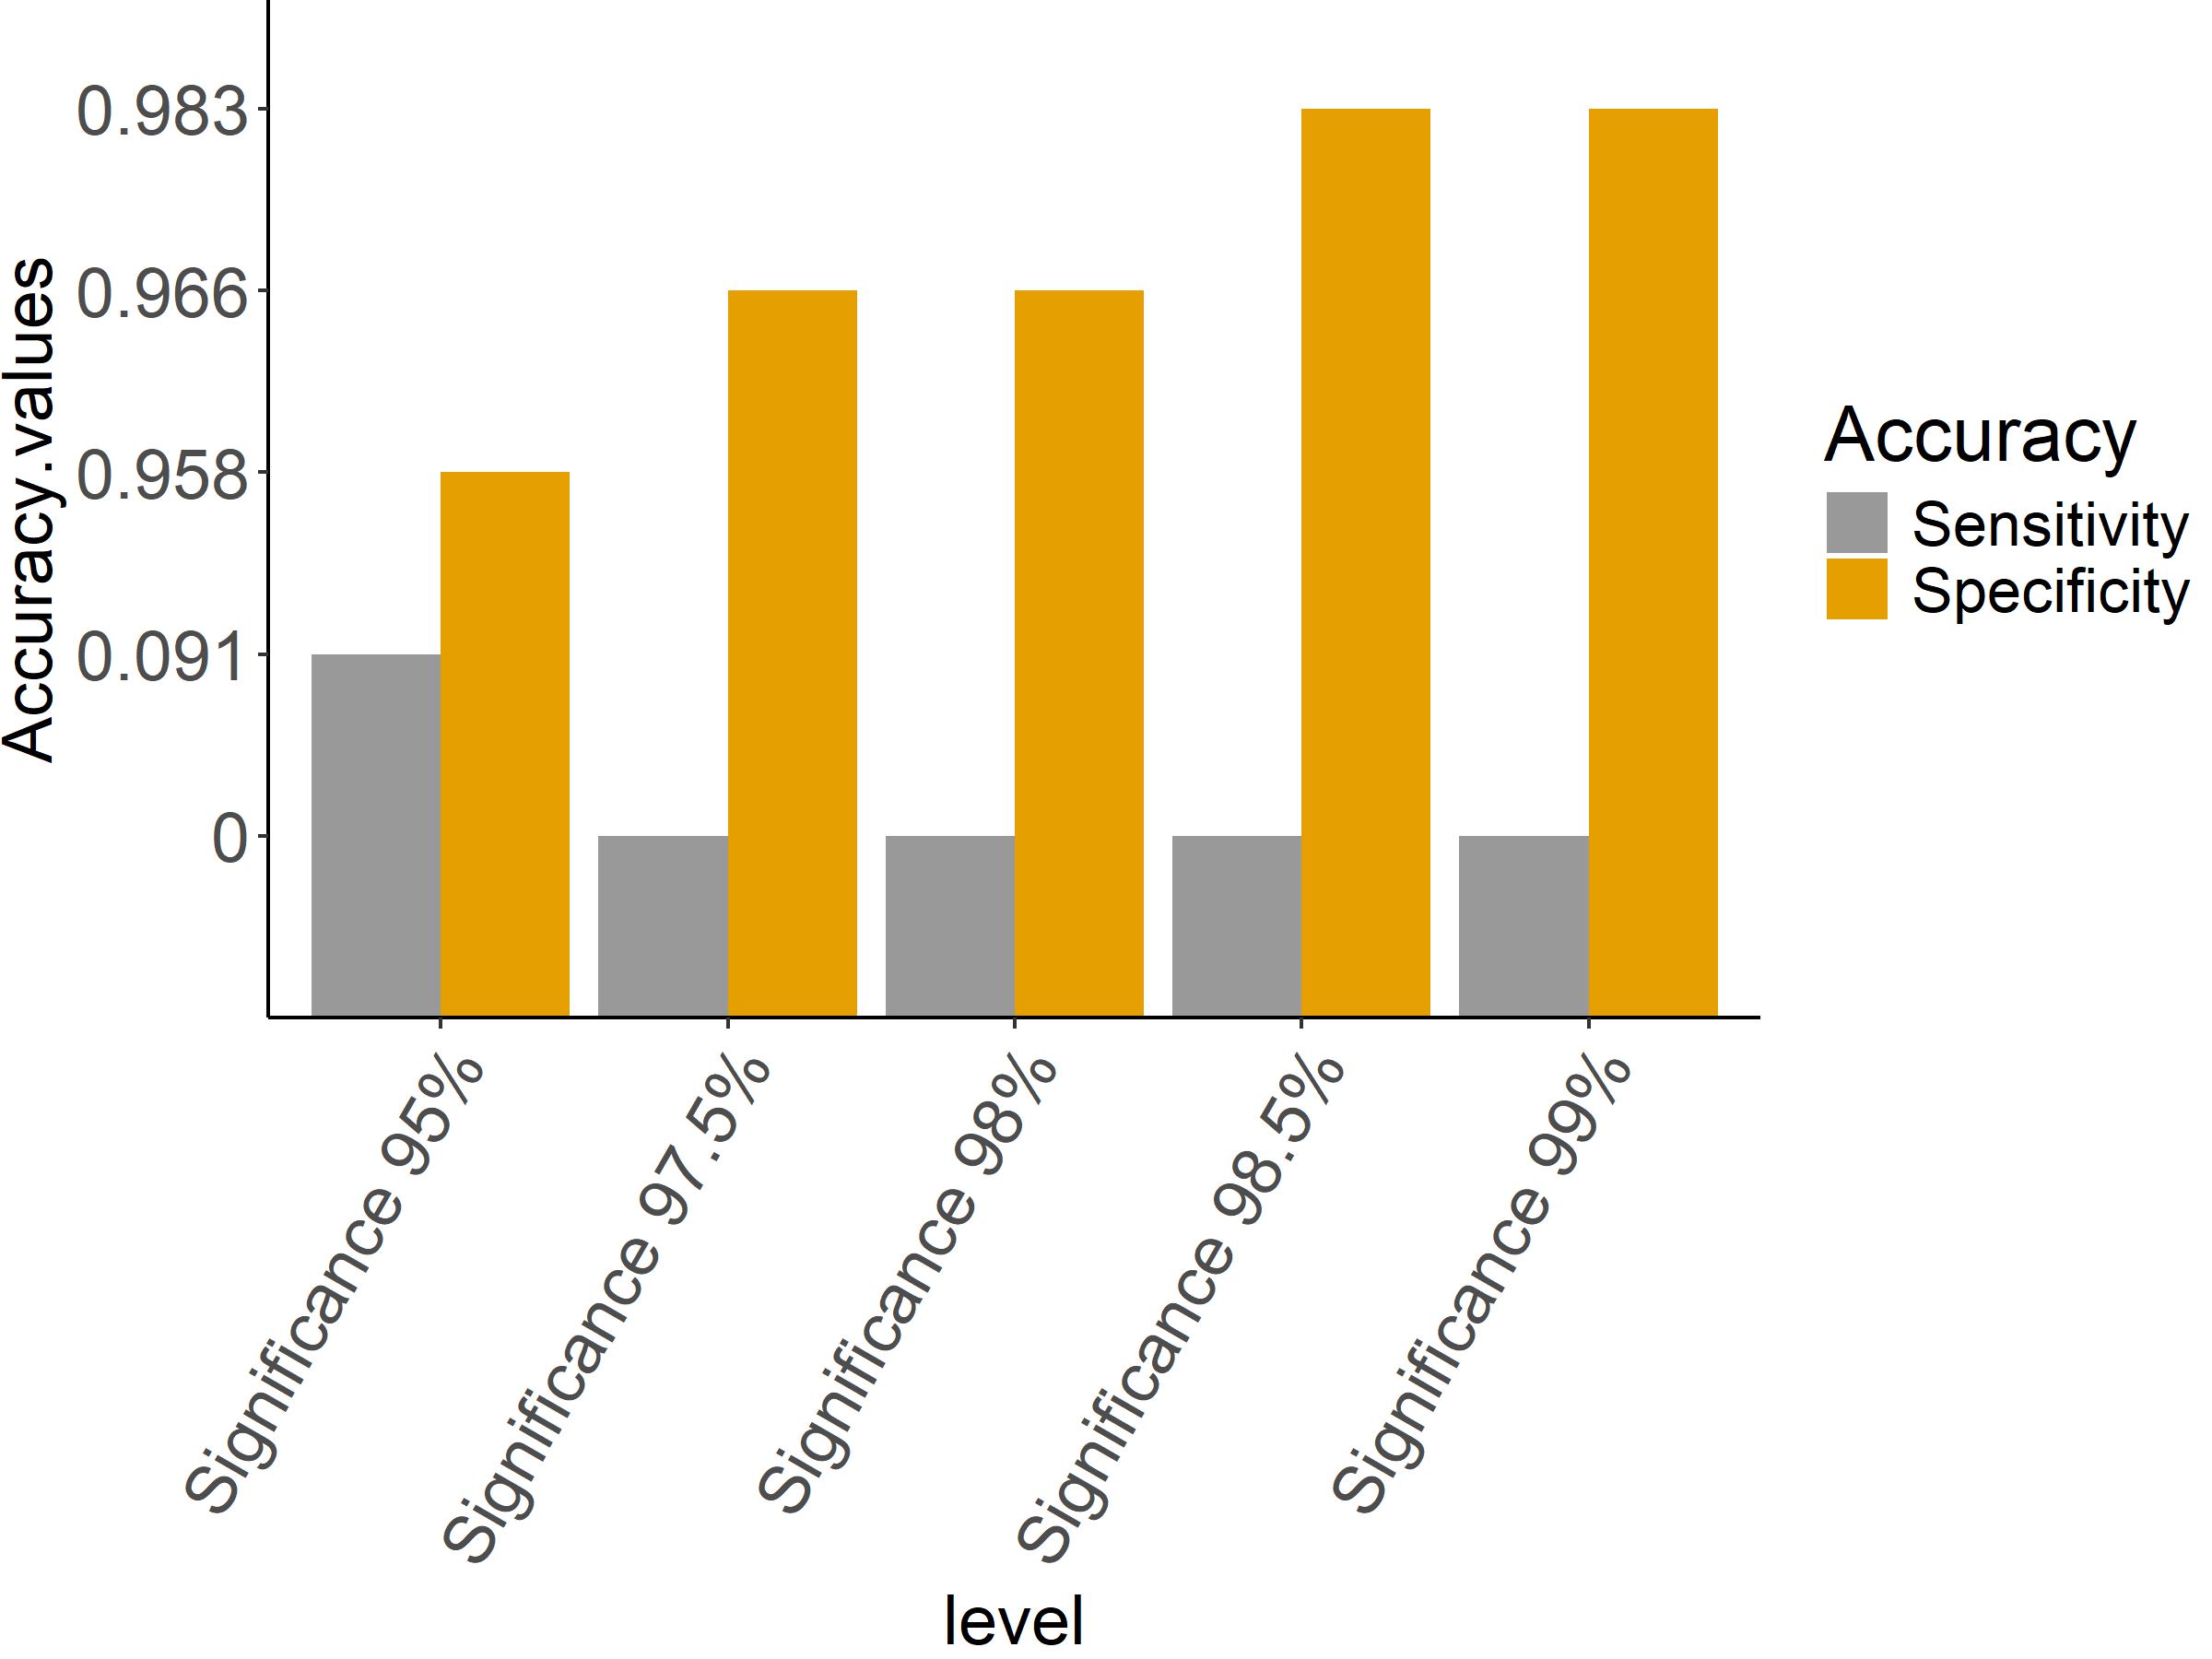 Accuracy.values
0.983
0.966
0.958
0.091
0
Significance 95%
Significance 97.5%
Significance 98%
Significance 98.5%
Significance 99%
level
Accuracy
Sensitivity
Specificity